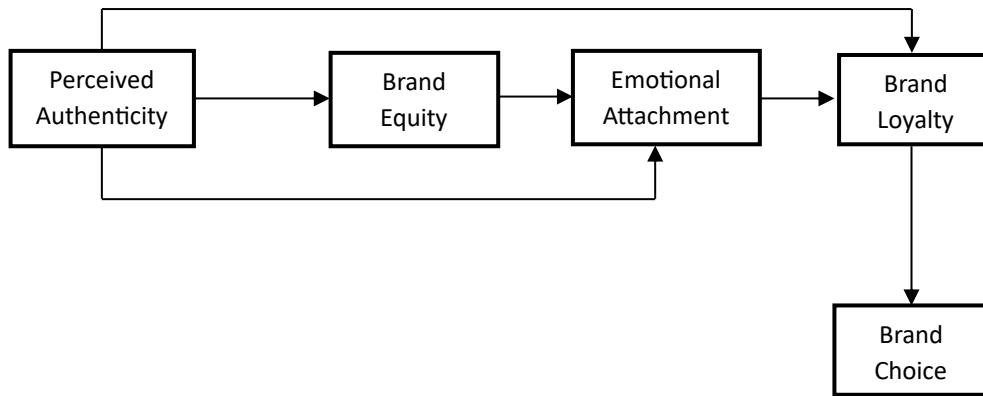 Perceived
Authenticity
Brand
Equity
Emotional
Attachment
Brand
Loyalty
Brand
Choice